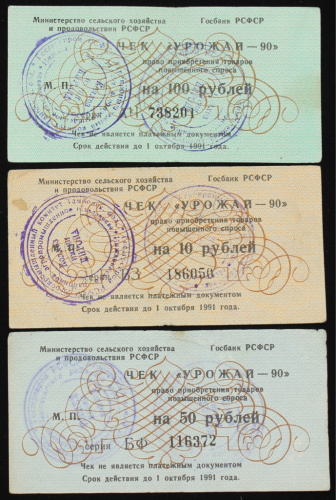 Министерство сельского хозяйства
и продовольствия РСФСР
Госбанк РСФСР
ЧЕК «УРОЖАЙ—90»
право приобретения товаров
повышенного спроса
на 100 рублей
М. П.
738201
Чек не является платежным документом
Срок действия до 1 октября 1991 года.
Министерство сельского хозяйства
и продовольствия РСФСР
Госбанк РСФСР
ЧЕК «УРОЖАЙ—90»
право приобретения товаров
повышенного спроса
на 10 рублей
186050
Чек не является платежным документом
Срок действия до 1 октября 1991 года.
Министерство сельского хозяйства
и продовольствия РСФСР
Госбанк РСФСР
ЧЕК «УРОЖАЙ—90»
право приобретения товаров
повышенного спроса
на 50 рублей
М. П.
серия БФ 116372
Чек не является платежным документом
Срок действия до 1 октября 1991 года.